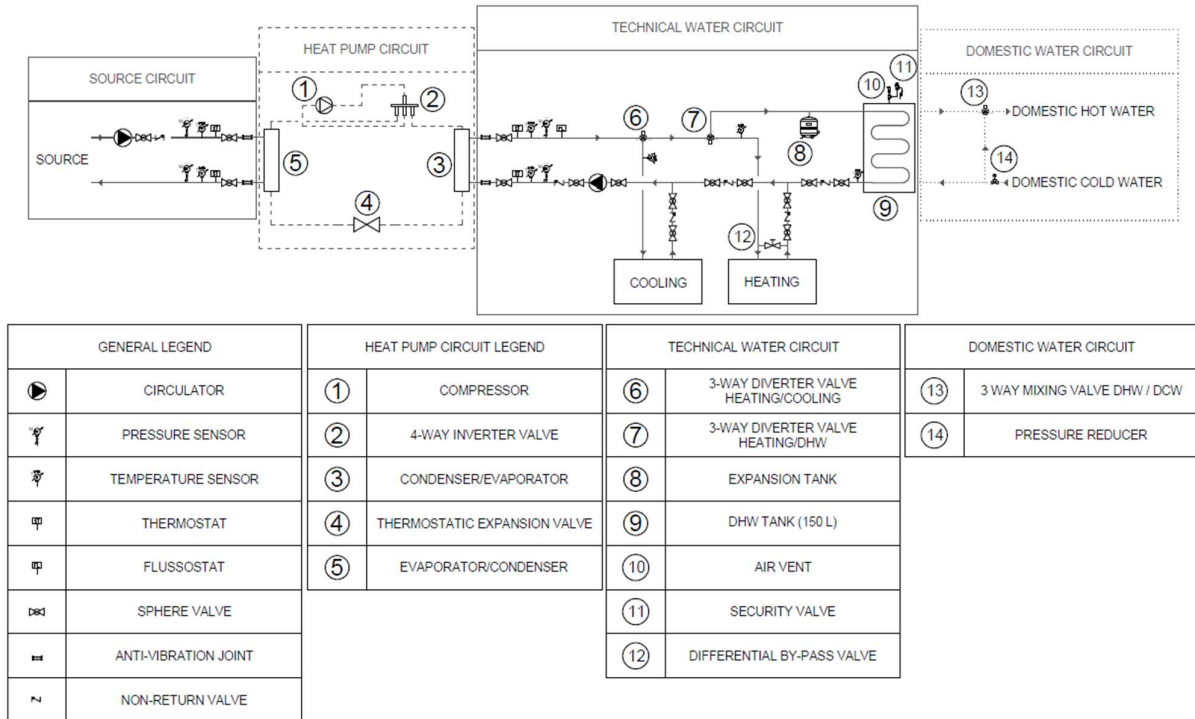 TECHNICAL WATER CIRCUIT
HEAT PUMP CIRCUIT
DOMESTIC WATER CIRCUIT
SOURCE CIRCUIT
1
2
3
4
5
6
7
8
9
10
11
12
13
14
SOURCE
DOMESTIC HOT WATER
DOMESTIC COLD WATER
COOLING
HEATING
GENERAL LEGEND
CIRCULATOR
PRESSURE SENSOR
TEMPERATURE SENSOR
THERMOSTAT
FLUSSOSTAT
SPHERE VALVE
ANTI-VIBRATION JOINT
NON-RETURN VALVE
HEAT PUMP CIRCUIT LEGEND
1 COMPRESSOR
2 4-WAY INVERTER VALVE
3 CONDENSER/EVAPORATOR
4 THERMOSTATIC EXPANSION VALVE
5 EVAPORATOR/CONDENSER
TECHNICAL WATER CIRCUIT
6 3-WAY DIVERTER VALVE
HEATING/COOLING
7 3-WAY DIVERTER VALVE
HEATING/DHW
8 EXPANSION TANK
9 DHW TANK (150 L)
10 AIR VENT
11 SECURITY VALVE
12 DIFFERENTIAL BY-PASS VALVE
DOMESTIC WATER CIRCUIT
13 3 WAY MIXING VALVE DHW / DCW
14 PRESSURE REDUCER